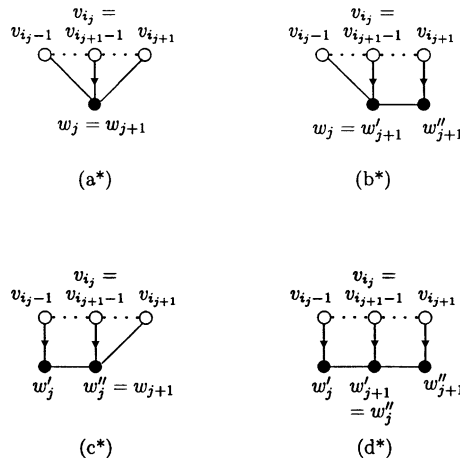 v_{i_j} = v_{i_j} =
v_{i_j-1} v_{i_{j+1}-1} v_{i_{j+1}} v_{i_j-1} v_{i_{j+1}-1} v_{i_{j+1}}
w_j = w_{j+1} w_j = w'_{j+1} w''_{j+1}
(a*) (b*)
v_{i_j} = v_{i_j} =
v_{i_j-1} v_{i_{j+1}-1} v_{i_{j+1}} v_{i_j-1} v_{i_{j+1}-1} v_{i_{j+1}}
w'_j w''_j = w_{j+1} w'_j w'_{j+1} w''_{j+1}
= w''_j
(c*) (d*)